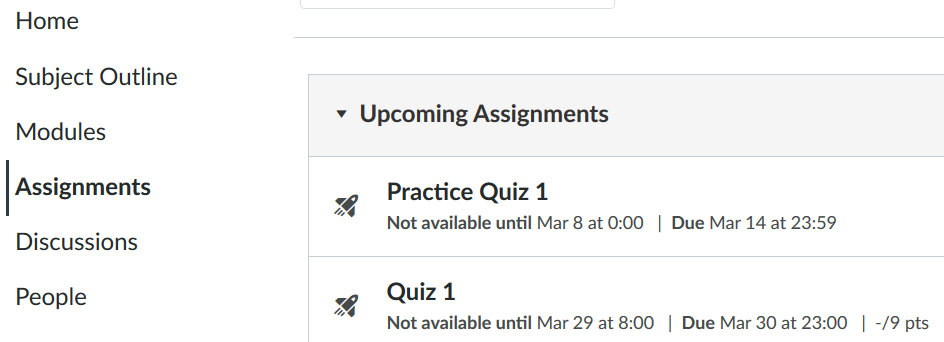 Home
Subject Outline
Modules
Assignments
Discussions
People
Upcoming Assignments
Practice Quiz 1
Not available until Mar 8 at 0:00 | Due Mar 14 at 23:59
Quiz 1
Not available until Mar 29 at 8:00 | Due Mar 30 at 23:00 | -/9 pts